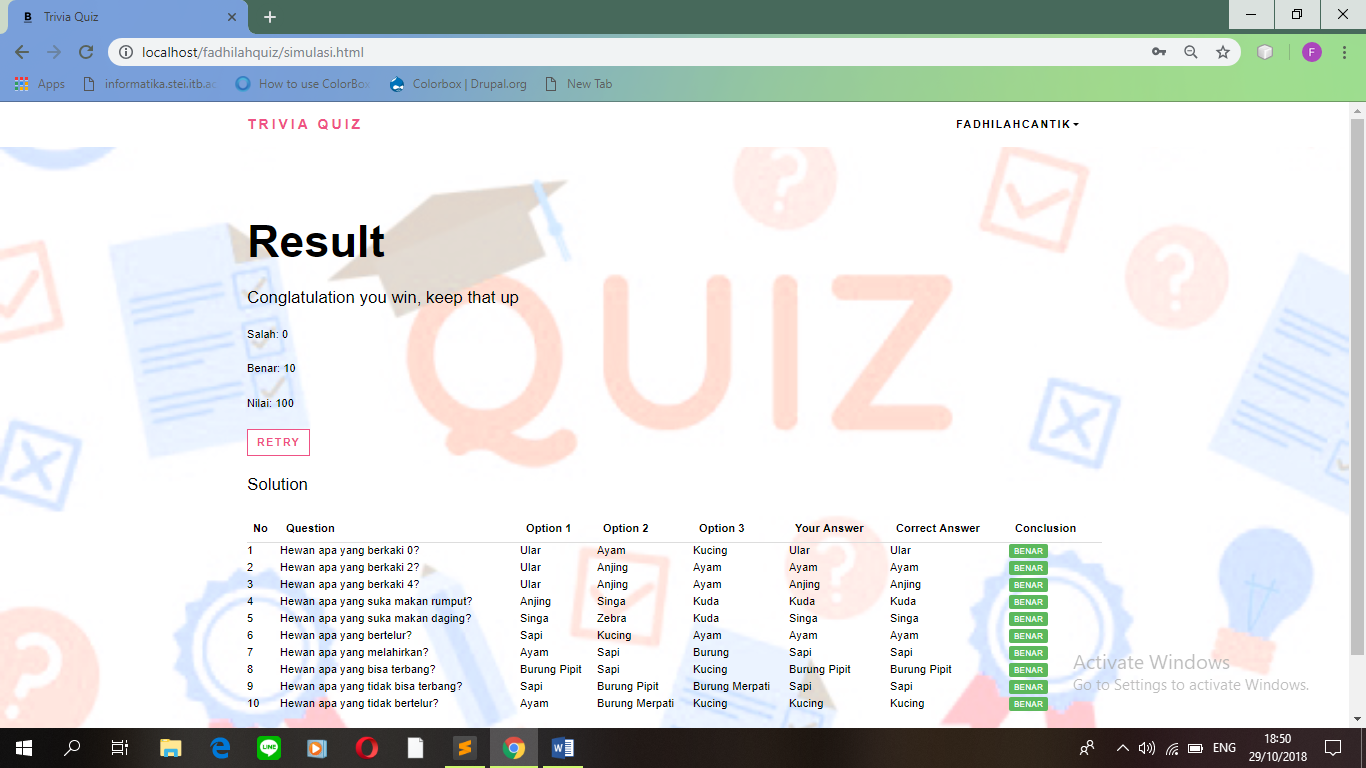 Trivia Quiz
localhost/fadhilahquiz/simulasi.html
Apps informatika.stei.itb.ac How to use ColorBox Colorbox | Drupal.org New Tab
TRIVIA QUIZ FADHILAHCANTIK
QUIZ
Result
Conglatulation you win, keep that up
Salah: 0
Benar: 10
Nilai: 100
RETRY
Solution
No Question Option 1 Option 2 Option 3 Your Answer Correct Answer Conclusion
1 Hewan apa yang berkaki 0? Ular Ayam Kucing Ular Ular BENAR
2 Hewan apa yang berkaki 2? Ular Anjing Ayam Ayam Ayam BENAR
3 Hewan apa yang berkaki 4? Ular Anjing Ayam Anjing Anjing BENAR
4 Hewan apa yang suka makan rumput? Anjing Singa Kuda Kuda Kuda BENAR
5 Hewan apa yang suka makan daging? Singa Zebra Kuda Singa Singa BENAR
6 Hewan apa yang bertelur? Sapi Kucing Ayam Ayam Ayam BENAR
7 Hewan apa yang melahirkan? Ayam Sapi Burung Sapi Sapi BENAR
8 Hewan apa yang bisa terbang? Burung Pipit Sapi Kucing Burung Pipit Burung Pipit BENAR
9 Hewan apa yang tidak bisa terbang? Sapi Burung Pipit Burung Merpati Sapi Sapi BENAR
10 Hewan apa yang tidak bertelur? Ayam Burung Merpati Kucing Kucing Kucing BENAR
Activate Windows
Go to Settings to activate Windows.
ENG
18:50
29/10/2018